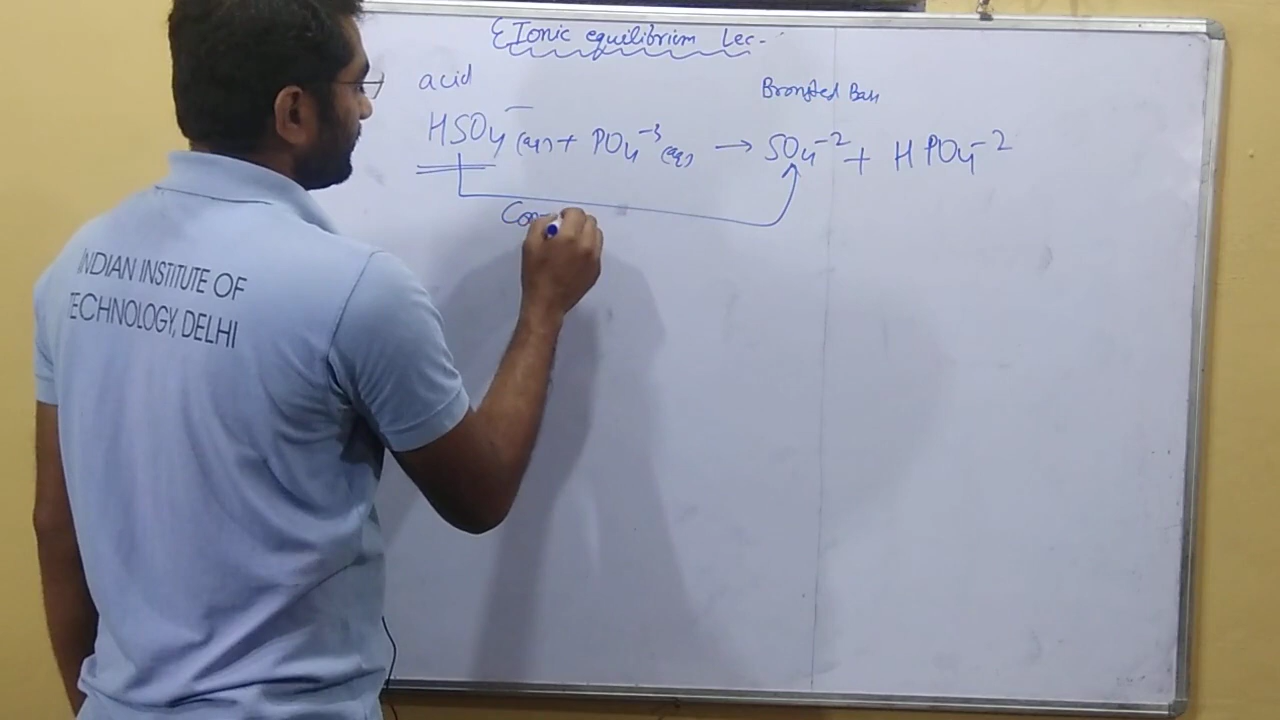 Ionic equilibrium Lec-
acid
Bronsted Base
HSO₄⁻(aq) + PO₄⁻³(aq) → SO₄⁻² + HPO₄⁻²
Con
INDIAN INSTITUTE OF
TECHNOLOGY, DELHI